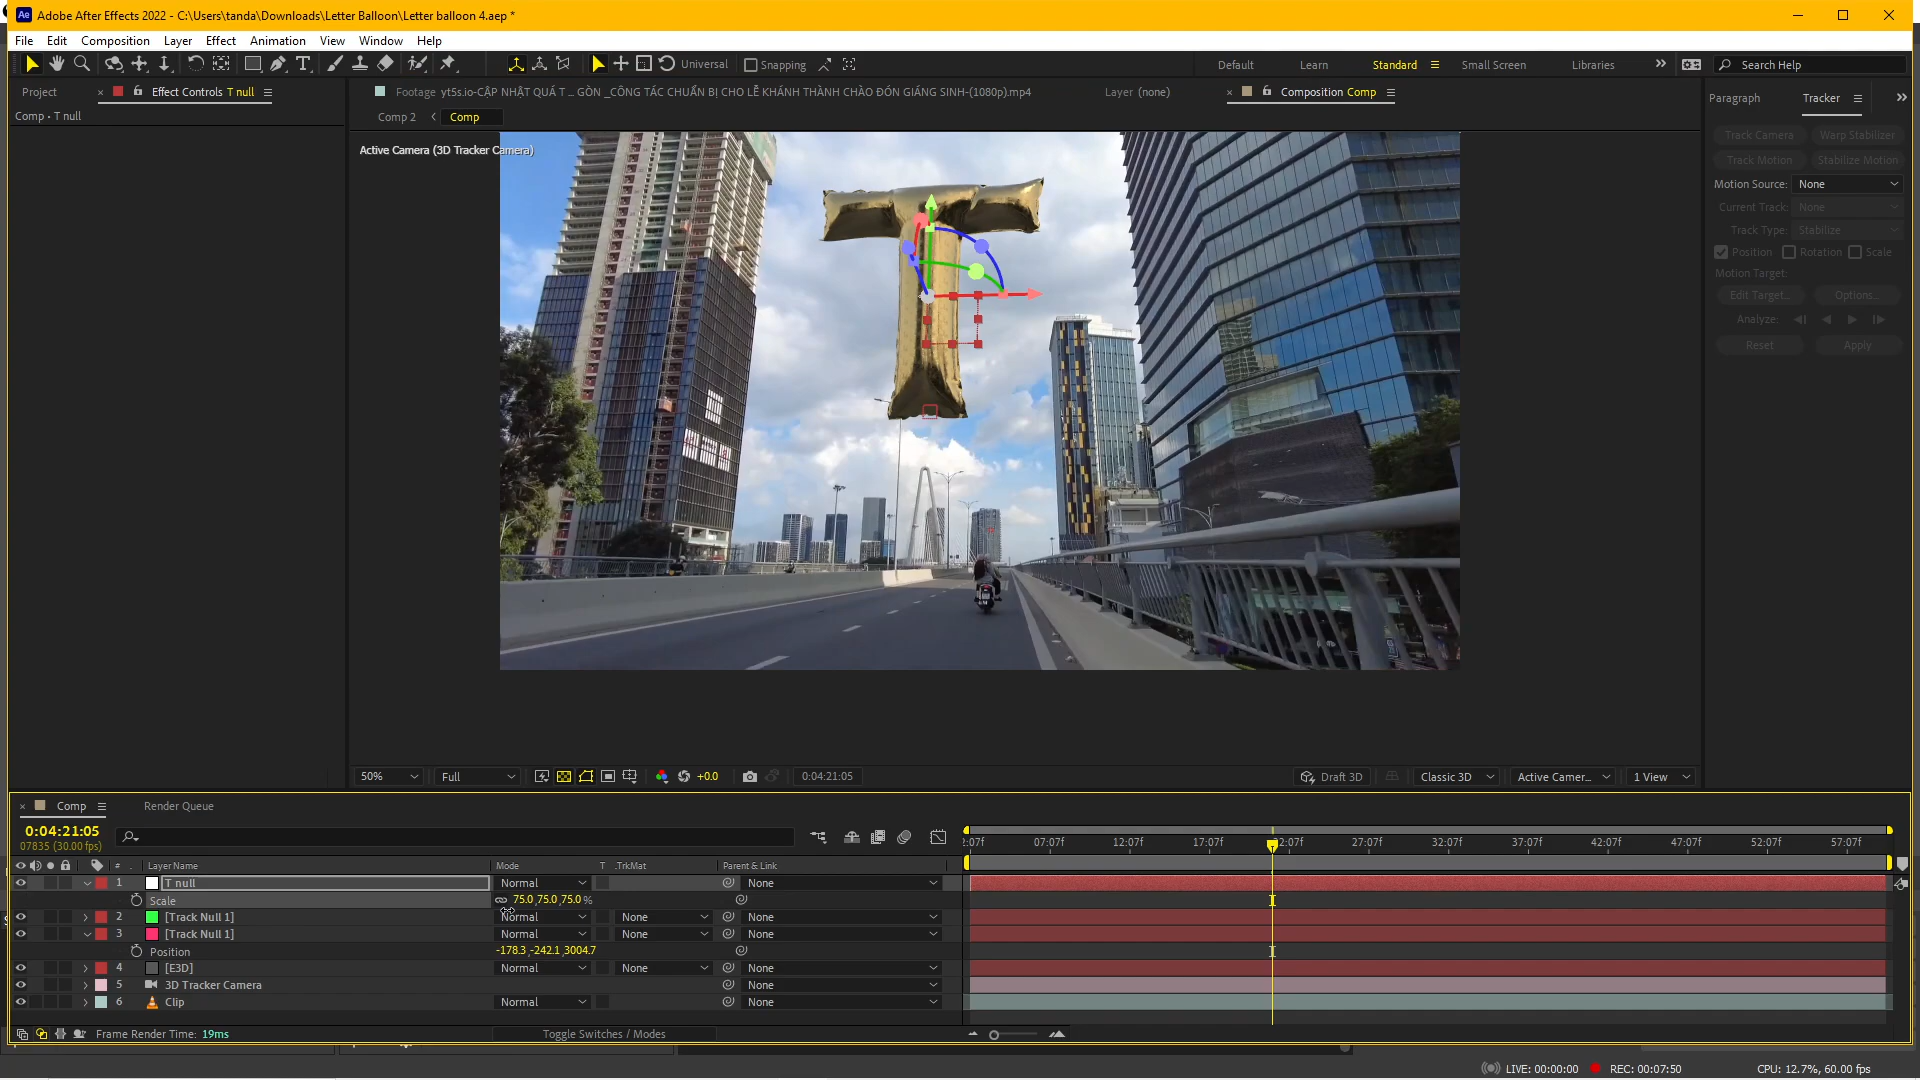 Adobe After Effects 2022 - C:\Users\tanda\Downloads\Letter Balloon\Letter balloon 4.aep *
File Edit Composition Layer Effect Animation View Window Help
Universal Snapping Default Learn Standard Small Screen Libraries Search Help
Project Effect Controls T null Footage yt5s.io-CẬP NHẬT QUẢ T ... GÒN _CÔNG TÁC CHUẨN BỊ CHO LỄ KHÁNH THÀNH CHÀO ĐÓN GIÁNG SINH-(1080p).mp4 Layer (none) Composition Comp Paragraph Tracker
Comp • T null Comp 2 Comp
Active Camera (3D Tracker Camera)
Track Camera Warp Stabilizer
Track Motion Stabilize Motion
Motion Source: None
Current Track: None
Track Type: Stabilize
Position Rotation Scale
Motion Target:
Edit Target... Options...
Analyze:
Reset Apply
50% Full +0.0 0:04:21:05 Draft 3D Classic 3D Active Camer... 1 View
Comp Render Queue
0:04:21:05
07835 (30.00 fps)
2:07f 07:07f 12:07f 17:07f 22:07f 27:07f 32:07f 37:07f 42:07f 47:07f 52:07f 57:07f
# Layer Name Mode T .TrkMat Parent & Link
1 T null Normal None
Scale 75.0,75.0,75.0%
2 [Track Null 1] Normal None None
3 [Track Null 1] Normal None None
Position -178.3,-242.1,3004.7
4 [E3D] Normal None None
5 3D Tracker Camera None
6 Clip Normal None
Frame Render Time: 19ms Toggle Switches / Modes
LIVE: 00:00:00 REC: 00:07:50 CPU: 12.7%, 60.00 fps